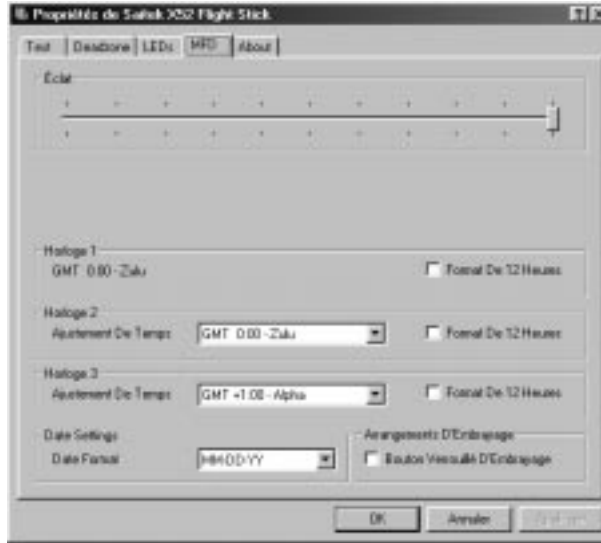 Propriétés de Saitek X52 Flight Stick
Test Deadzone LEDs MFD About
Éclat
Horloge 1
GMT 0:00 - Zulu Format De 12 Heures
Horloge 2
Ajustement De Temps GMT 0:00 - Zulu Format De 12 Heures
Horloge 3
Ajustement De Temps GMT +1:00 - Alpha Format De 12 Heures
Date Settings Arrangements D'Embrayage
Date Format MM-DD-YY Bouton Verrouillé D'Embrayage
OK Annuler